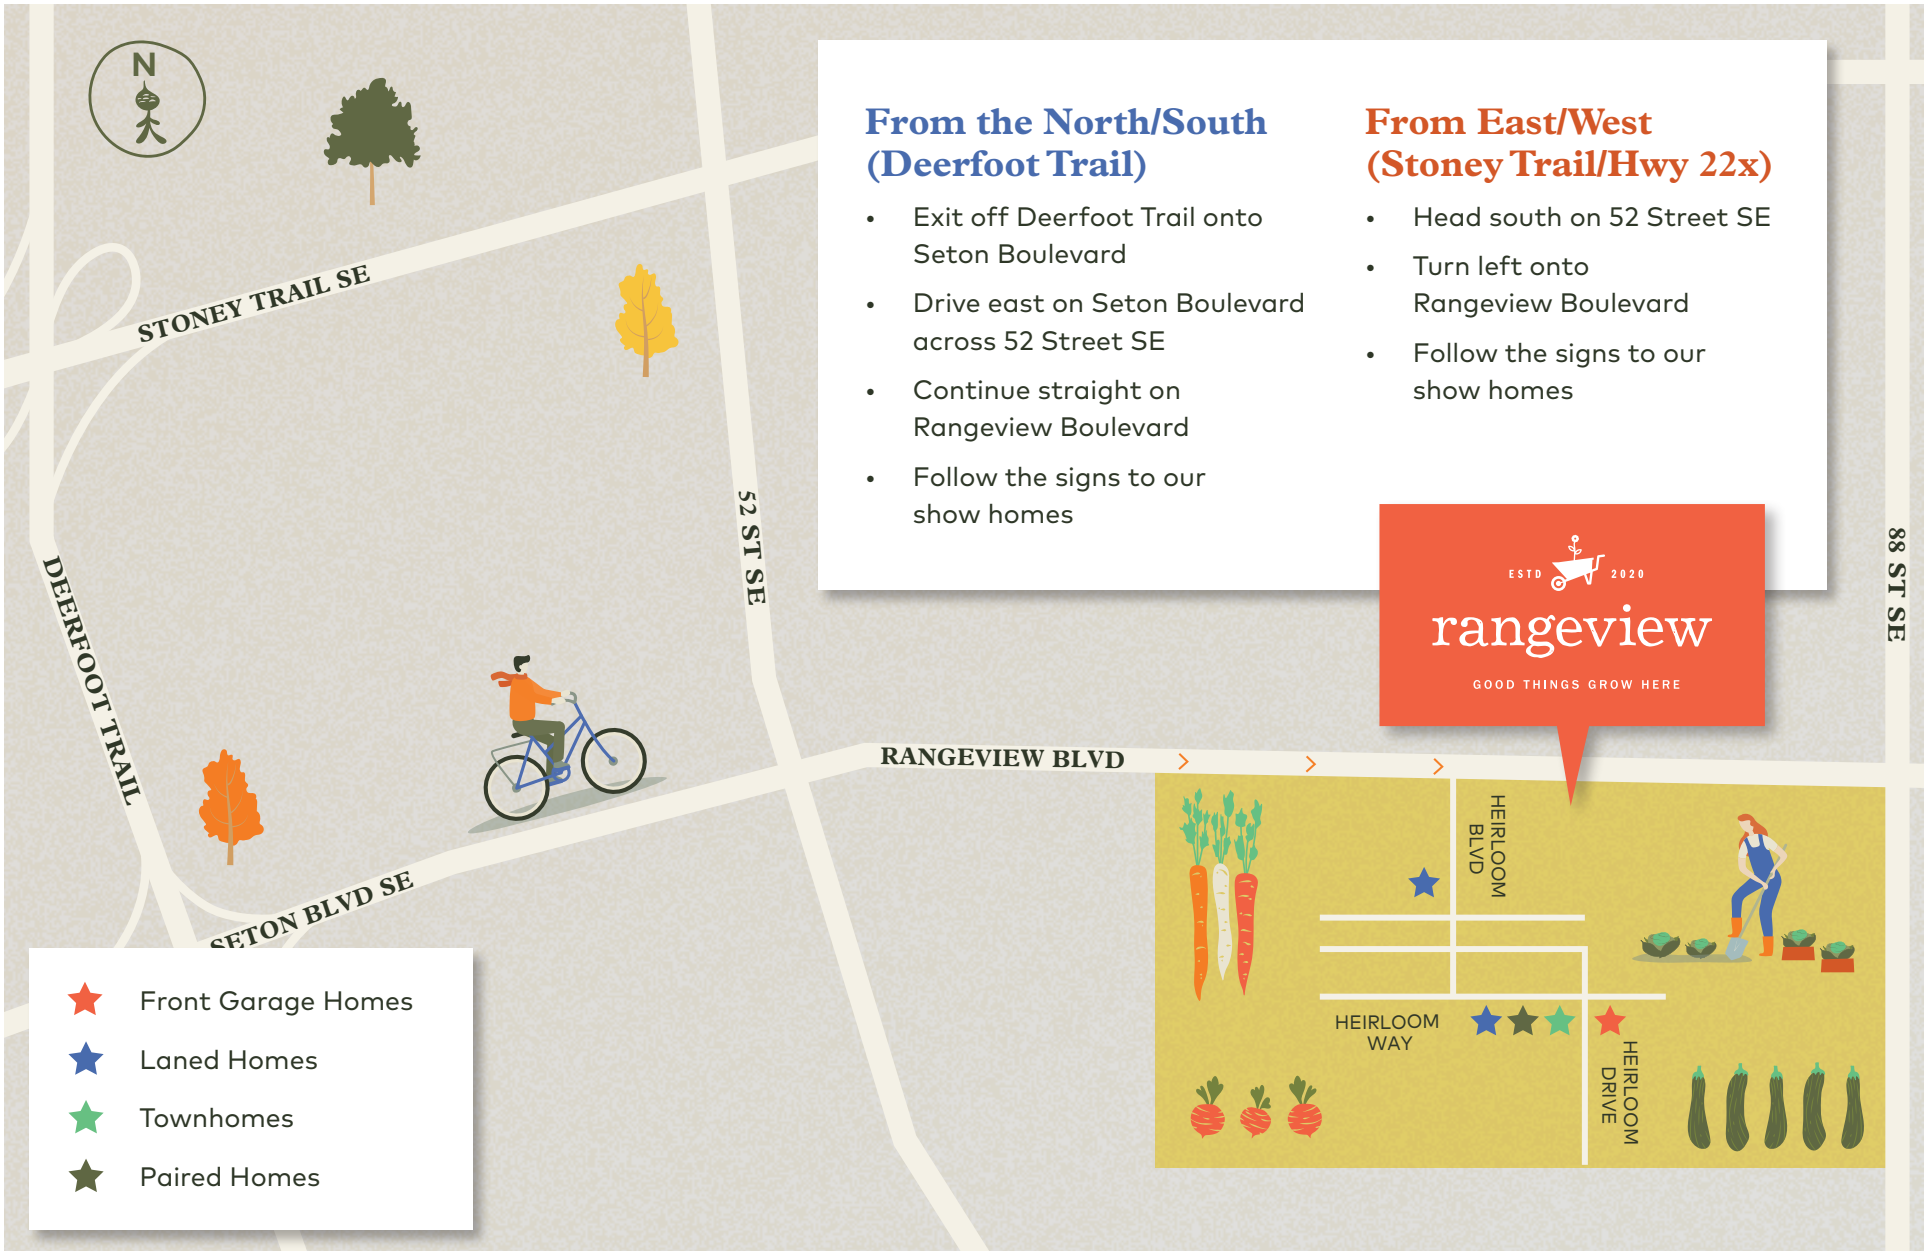 N
From the North/South
(Deerfoot Trail)
• Exit off Deerfoot Trail onto
Seton Boulevard
• Drive east on Seton Boulevard
across 52 Street SE
• Continue straight on
Rangeview Boulevard
• Follow the signs to our
show homes
From East/West
(Stoney Trail/Hwy 22x)
• Head south on 52 Street SE
• Turn left onto
Rangeview Boulevard
• Follow the signs to our
show homes
STONEY TRAIL SE
52 ST SE
88 ST SE
DEERFOOT TRAIL
ESTD 2020
rangeview
GOOD THINGS GROW HERE
RANGEVIEW BLVD
SETON BLVD SE
HEIRLOOM
BLVD
HEIRLOOM
WAY
HEIRLOOM
DRIVE
Front Garage Homes
Laned Homes
Townhomes
Paired Homes